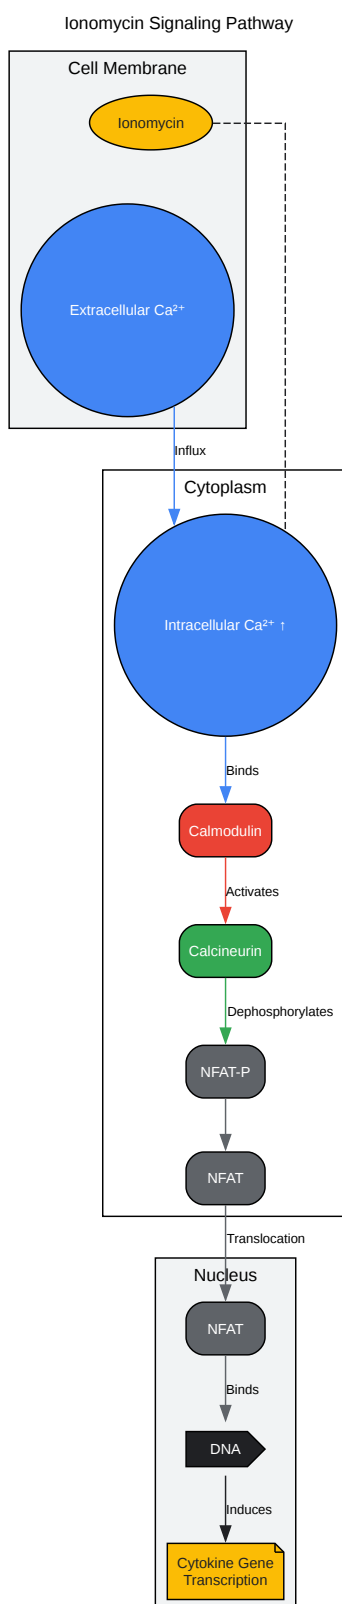 Ionomycin Signaling Pathway
Cell Membrane
Ionomycin
Extracellular Ca²⁺
Influx
Cytoplasm
Intracellular Ca²⁺ ↑
Binds
Calmodulin
Activates
Calcineurin
Dephosphorylates
NFAT-P
NFAT
Translocation
Nucleus
NFAT
Binds
DNA
Induces
Cytokine Gene
Transcription